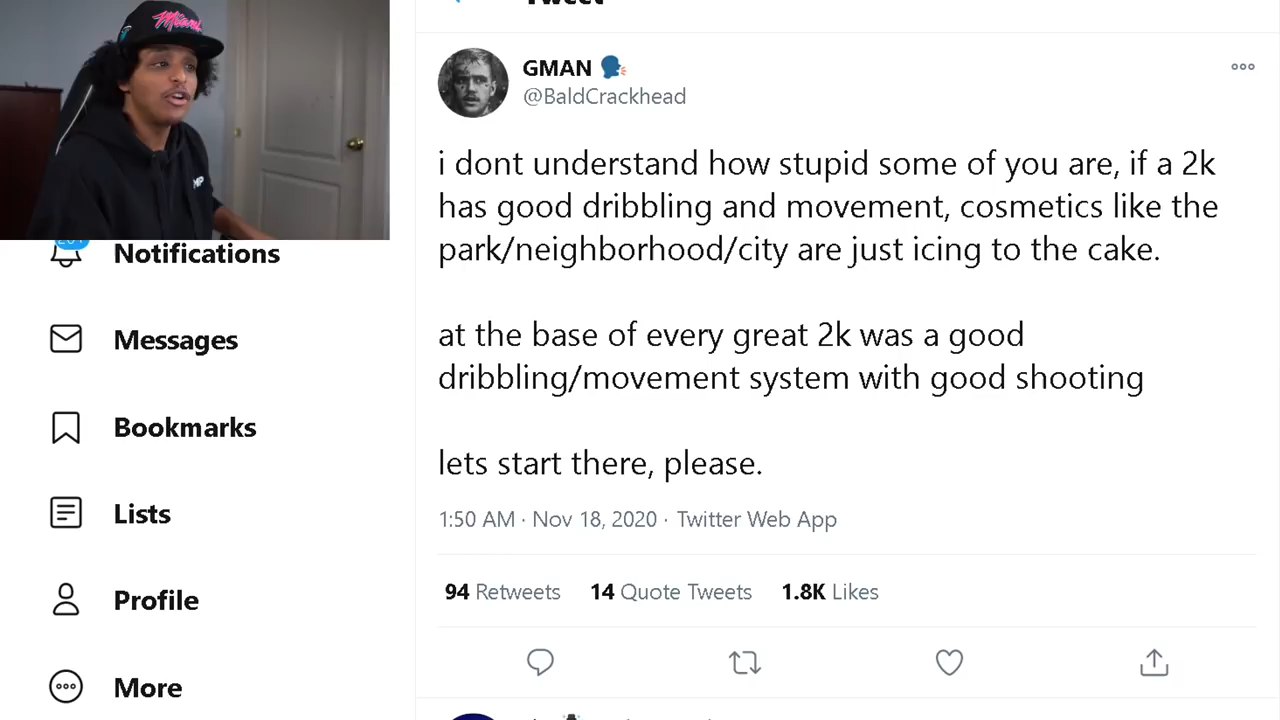 Tweet
Miami
MP
GMAN
@BaldCrackhead
i dont understand how stupid some of you are, if a 2k
has good dribbling and movement, cosmetics like the
park/neighborhood/city are just icing to the cake.
at the base of every great 2k was a good
dribbling/movement system with good shooting
lets start there, please.
1:50 AM · Nov 18, 2020 · Twitter Web App
94 Retweets 14 Quote Tweets 1.8K Likes
Notifications
Messages
Bookmarks
Lists
Profile
More